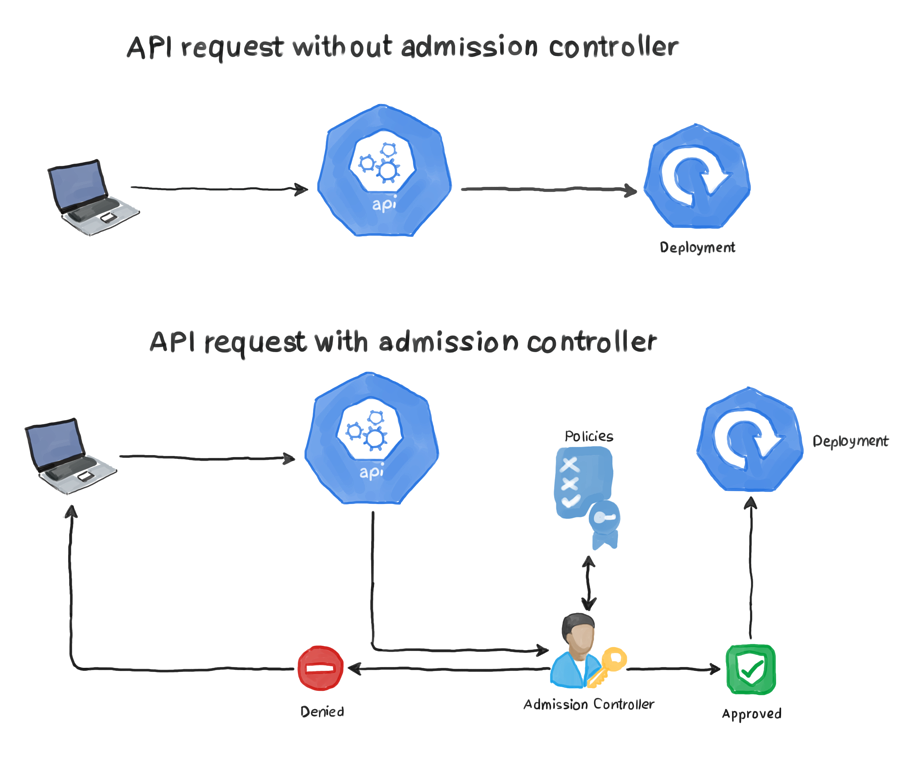 API request without admission controller
api
Deployment
API request with admission controller
api
Policies
Deployment
Denied
Admission Controller
Approved